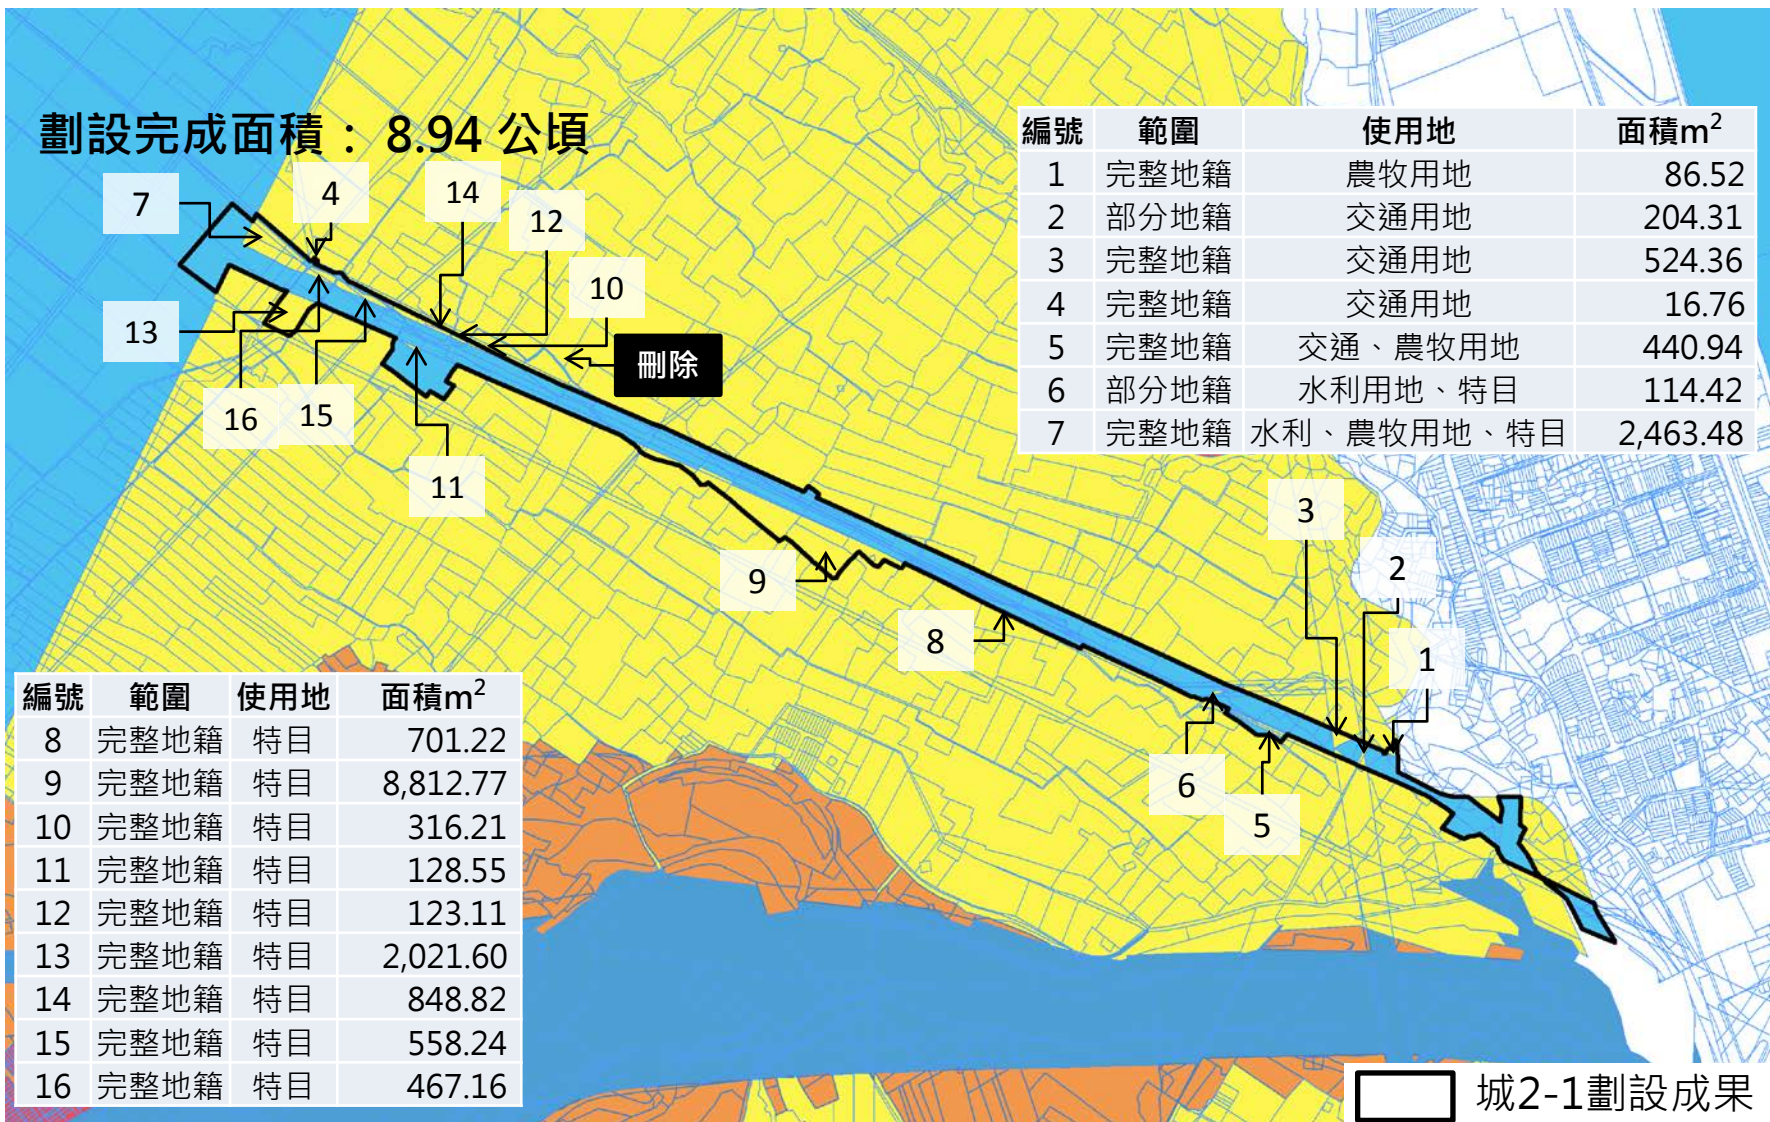 劃設完成面積：8.94 公頃
編號 範圍 使用地 面積m²
1 完整地籍 農牧用地 86.52
2 部分地籍 交通用地 204.31
3 完整地籍 交通用地 524.36
4 完整地籍 交通用地 16.76
5 完整地籍 交通、農牧用地 440.94
6 部分地籍 水利用地、特目 114.42
7 完整地籍 水利、農牧用地、特目 2,463.48
7
4
14
12
10
13
刪除
16
15
11
9
8
3
2
1
6
5
編號 範圍 使用地 面積m²
8 完整地籍 特目 701.22
9 完整地籍 特目 8,812.77
10 完整地籍 特目 316.21
11 完整地籍 特目 128.55
12 完整地籍 特目 123.11
13 完整地籍 特目 2,021.60
14 完整地籍 特目 848.82
15 完整地籍 特目 558.24
16 完整地籍 特目 467.16
城2-1劃設成果